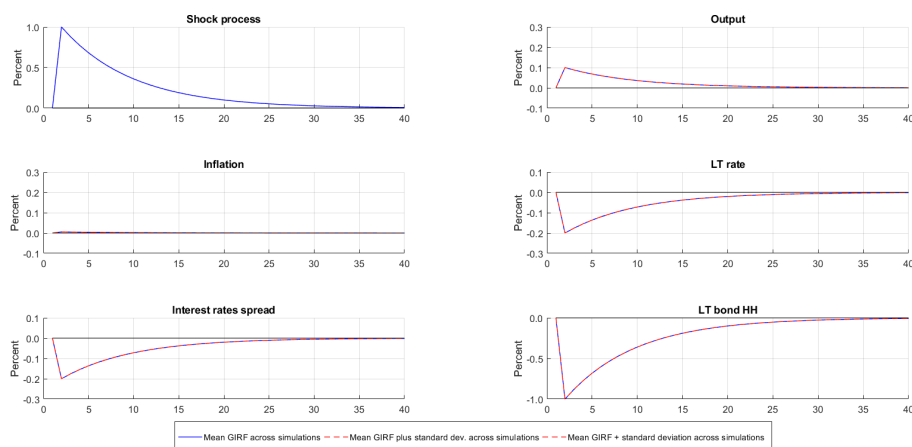 Shock process
Percent
1.0
0.5
0.0
0 5 10 15 20 25 30 35 40
Output
Percent
0.3
0.2
0.1
0.0
-0.1
0 5 10 15 20 25 30 35 40
Inflation
Percent
0.3
0.2
0.1
0.0
-0.1
0 5 10 15 20 25 30 35 40
LT rate
Percent
0.1
0.0
-0.1
-0.2
-0.3
0 5 10 15 20 25 30 35 40
Interest rates spread
Percent
0.1
0.0
-0.1
-0.2
-0.3
0 5 10 15 20 25 30 35 40
LT bond HH
Percent
0.0
-0.5
-1.0
0 5 10 15 20 25 30 35 40
Mean GIRF across simulations Mean GIRF plus standard dev. across simulations Mean GIRF + standard deviation across simulations